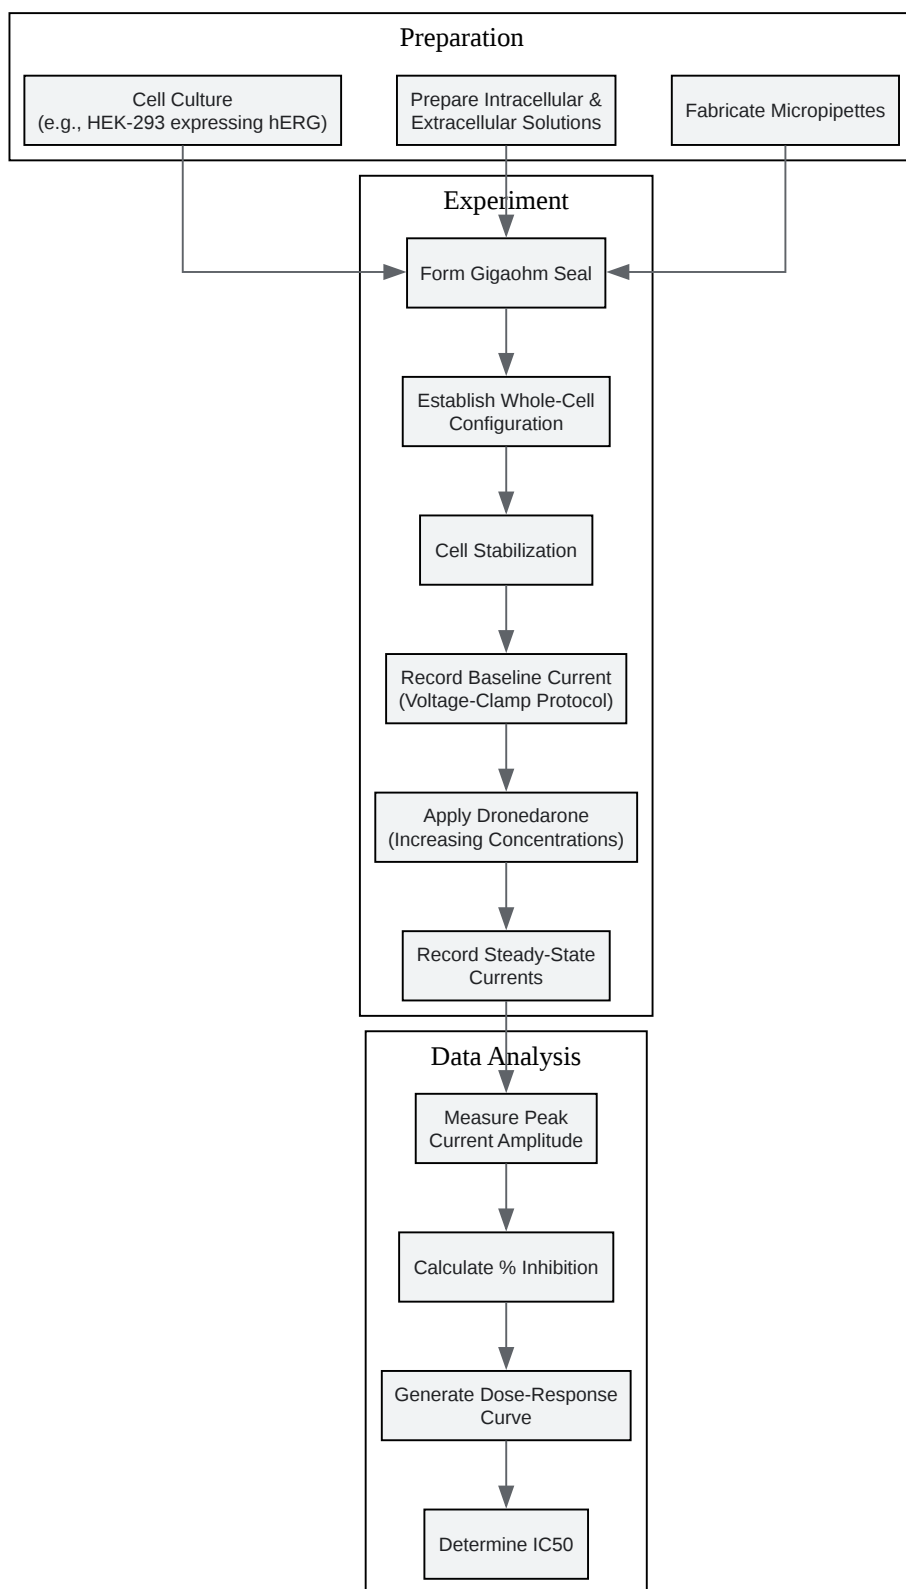 Preparation
Cell Culture
(e.g., HEK-293 expressing hERG)
Prepare Intracellular &
Extracellular Solutions
Fabricate Micropipettes
Experiment
Form Gigaohm Seal
Establish Whole-Cell
Configuration
Cell Stabilization
Record Baseline Current
(Voltage-Clamp Protocol)
Apply Dronedarone
(Increasing Concentrations)
Record Steady-State
Currents
Data Analysis
Measure Peak
Current Amplitude
Calculate % Inhibition
Generate Dose-Response
Curve
Determine IC50